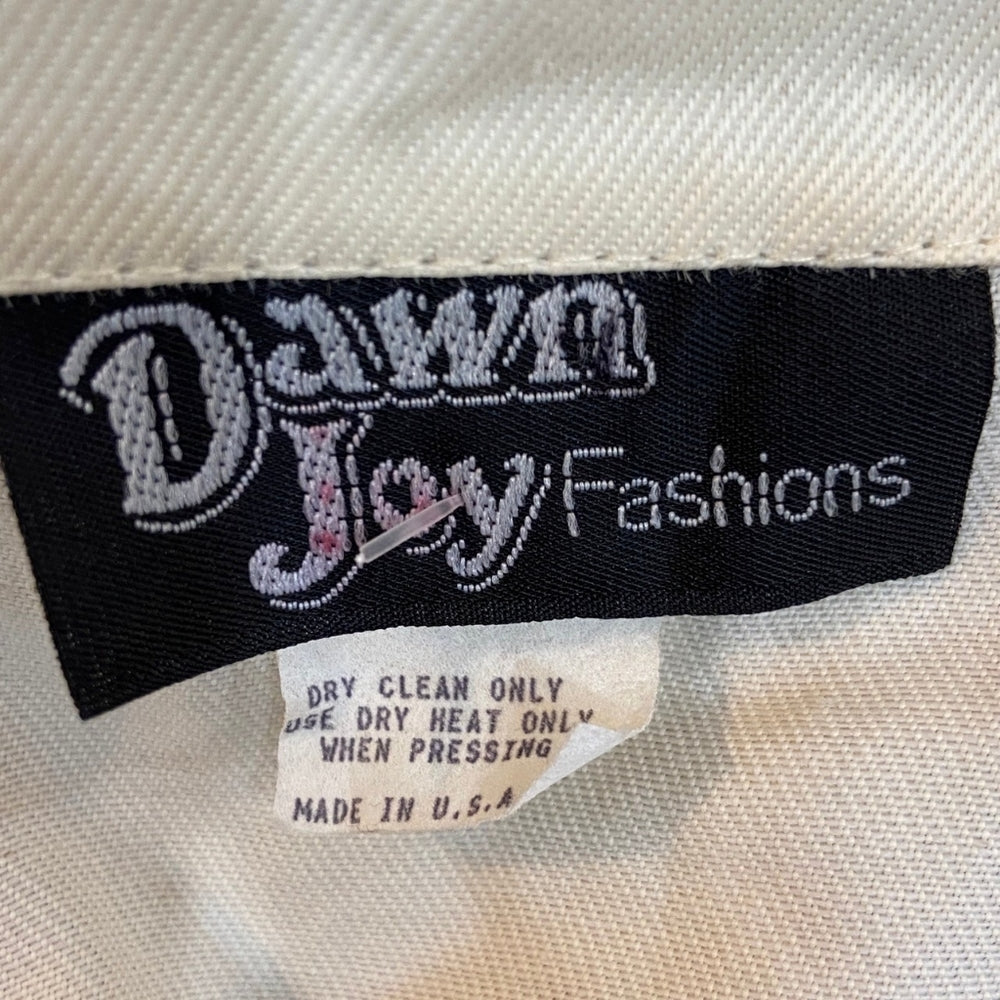 Dawn
Joy Fashions
DRY CLEAN ONLY
USE DRY HEAT ONLY
WHEN PRESSING
MADE IN U.S.A